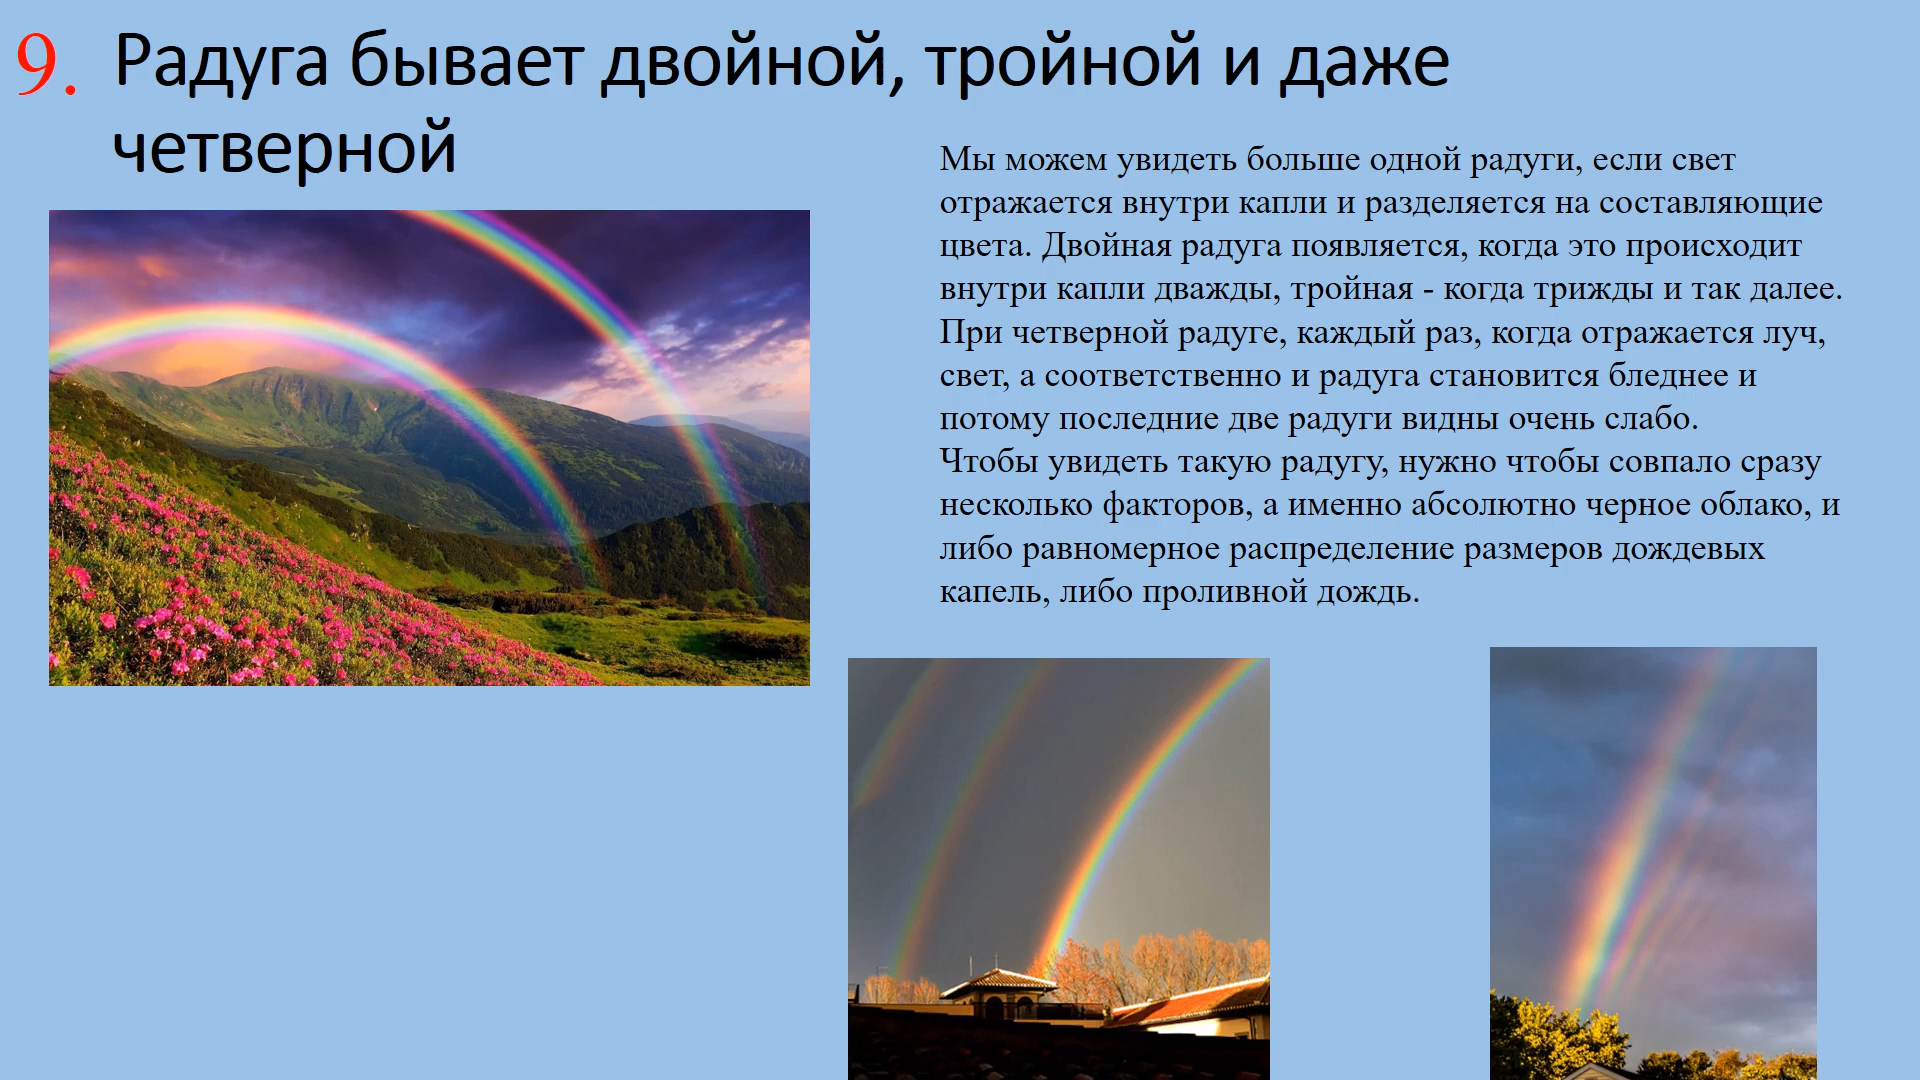 9. Радуга бывает двойной, тройной и даже
четверной
Мы можем увидеть больше одной радуги, если свет
отражается внутри капли и разделяется на составляющие
цвета. Двойная радуга появляется, когда это происходит
внутри капли дважды, тройная - когда трижды и так далее.
При четверной радуге, каждый раз, когда отражается луч,
свет, а соответственно и радуга становится бледнее и
потому последние две радуги видны очень слабо.
Чтобы увидеть такую радугу, нужно чтобы совпало сразу
несколько факторов, а именно абсолютно черное облако, и
либо равномерное распределение размеров дождевых
капель, либо проливной дождь.